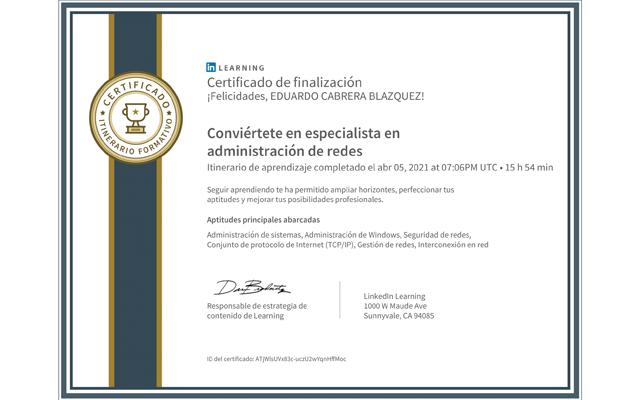 in LEARNING
Certificado de finalización
¡Felicidades, EDUARDO CABRERA BLAZQUEZ!
CERTIFICADO
ITINERARIO FORMATIVO
Conviértete en especialista en
administración de redes
Itinerario de aprendizaje completado el abr 05, 2021 at 07:06PM UTC • 15 h 54 min
Seguir aprendiendo te ha permitido ampliar horizontes, perfeccionar tus
aptitudes y mejorar tus posibilidades profesionales.
Aptitudes principales abarcadas
Administración de sistemas, Administración de Windows, Seguridad de redes,
Conjunto de protocolo de Internet (TCP/IP), Gestión de redes, Interconexión en red
Responsable de estrategia de
contenido de Learning
LinkedIn Learning
1000 W Maude Ave
Sunnyvale, CA 94085
ID del certificado: